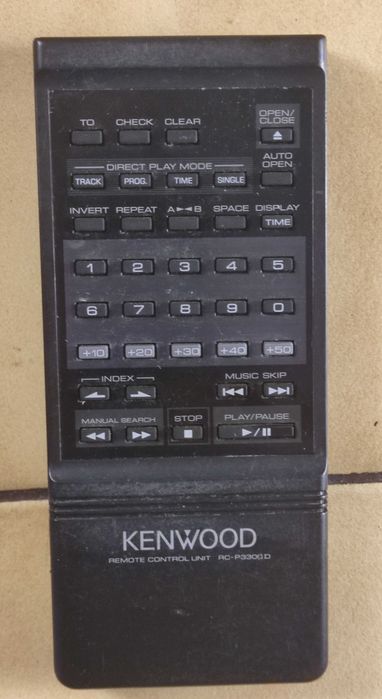 TO CHECK CLEAR OPEN/
CLOSE
DIRECT PLAY MODE AUTO
OPEN
TRACK PROG. TIME SINGLE
INVERT REPEAT A B SPACE DISPLAY
TIME
1 2 3 4 5
6 7 8 9 0
+10 +20 +30 +40 +50
INDEX MUSIC SKIP
MANUAL SEARCH STOP PLAY/PAUSE
KENWOOD
REMOTE CONTROL UNIT